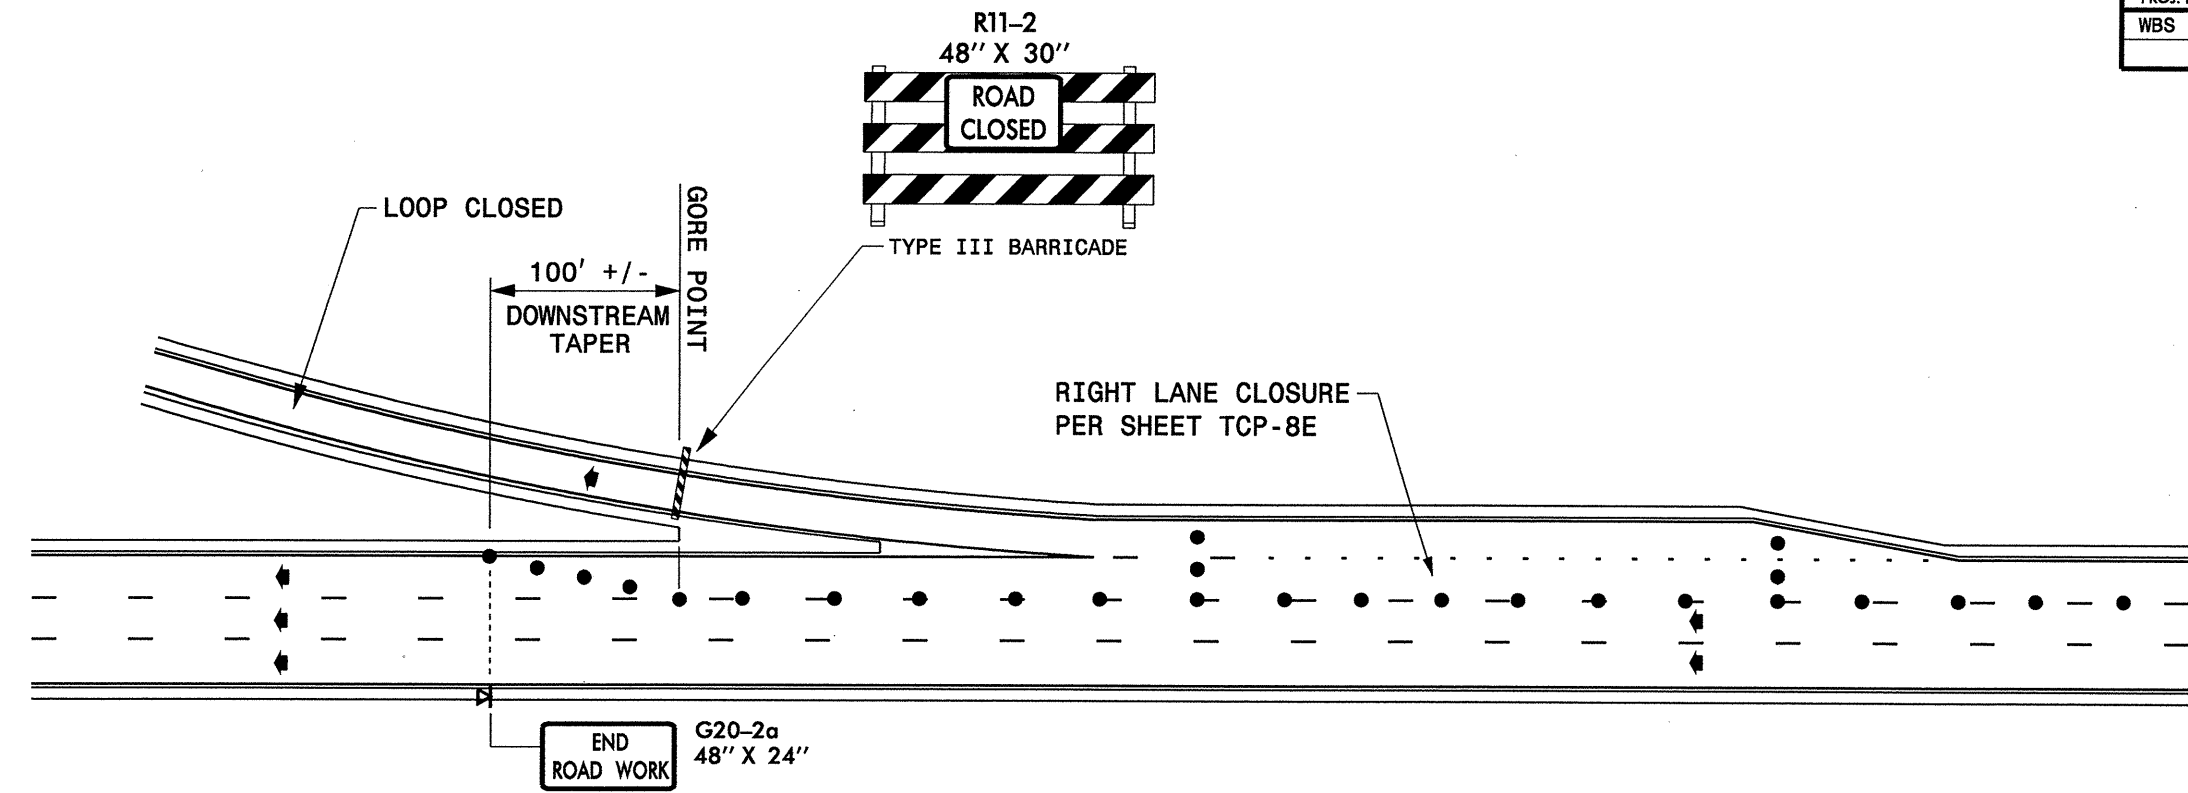 WBS
R11-2
48" X 30"
ROAD
CLOSED
LOOP CLOSED
GORE POINT
TYPE III BARRICADE
100' +/-
DOWNSTREAM
TAPER
RIGHT LANE CLOSURE
PER SHEET TCP-8E
END
ROAD WORK
G20-2a
48" X 24"